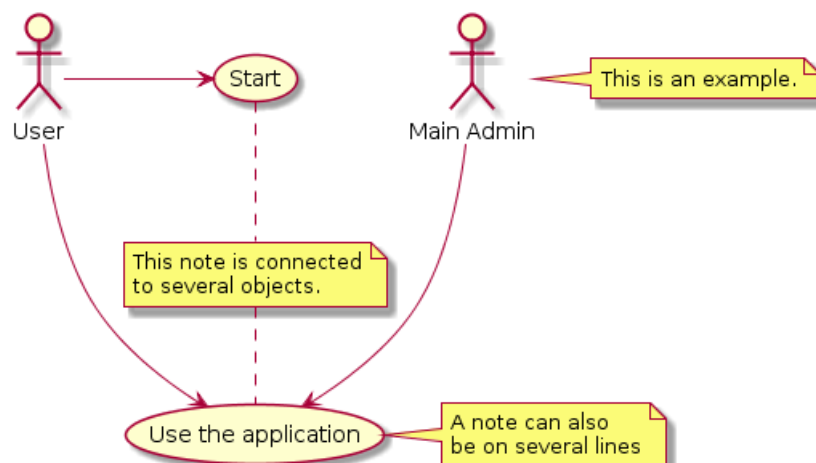 Start
This is an example.
User
Main Admin
This note is connected
to several objects.
Use the application
A note can also
be on several lines